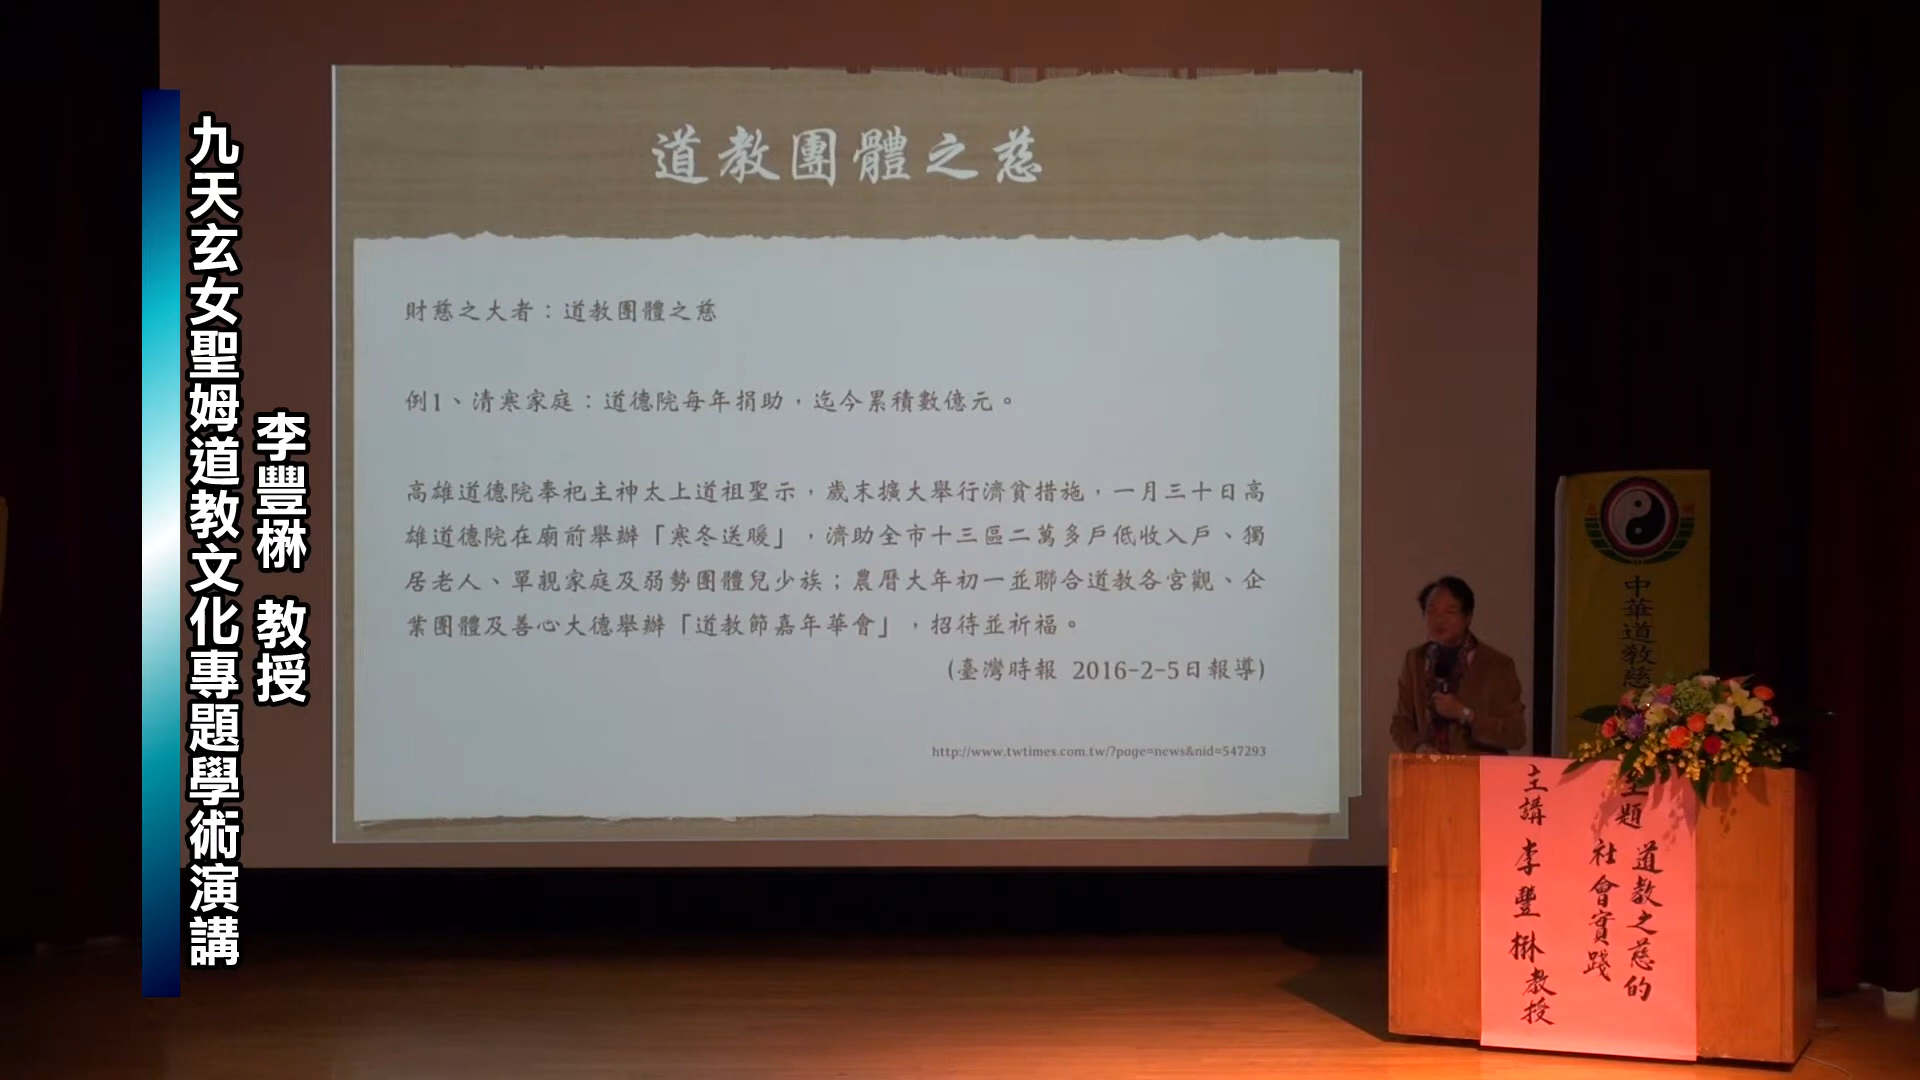 九天玄女聖姆道教文化專題學術演講
李豐楙 教授
道教團體之慈
財慈之大者：道教團體之慈
例1、清寒家庭：道德院每年捐助，迄今累積數億元。
高雄道德院奉祀主神太上道祖聖示，歲末擴大舉行濟貧措施，一月三十日高
雄道德院在廟前舉辦「寒冬送暖」，濟助全市十三區二萬多戶低收入戶、獨
居老人、單親家庭及弱勢團體兒少族；農曆大年初一並聯合道教各宮觀、企
業團體及善心大德舉辦「道教節嘉年華會」，招待並祈福。
(臺灣時報 2016-2-5日報導)
http://www.twtimes.com.tw/?page=news&nid=547293
中華道教慈
主題 道教之慈的
社會實踐
主講 李豐楙教授